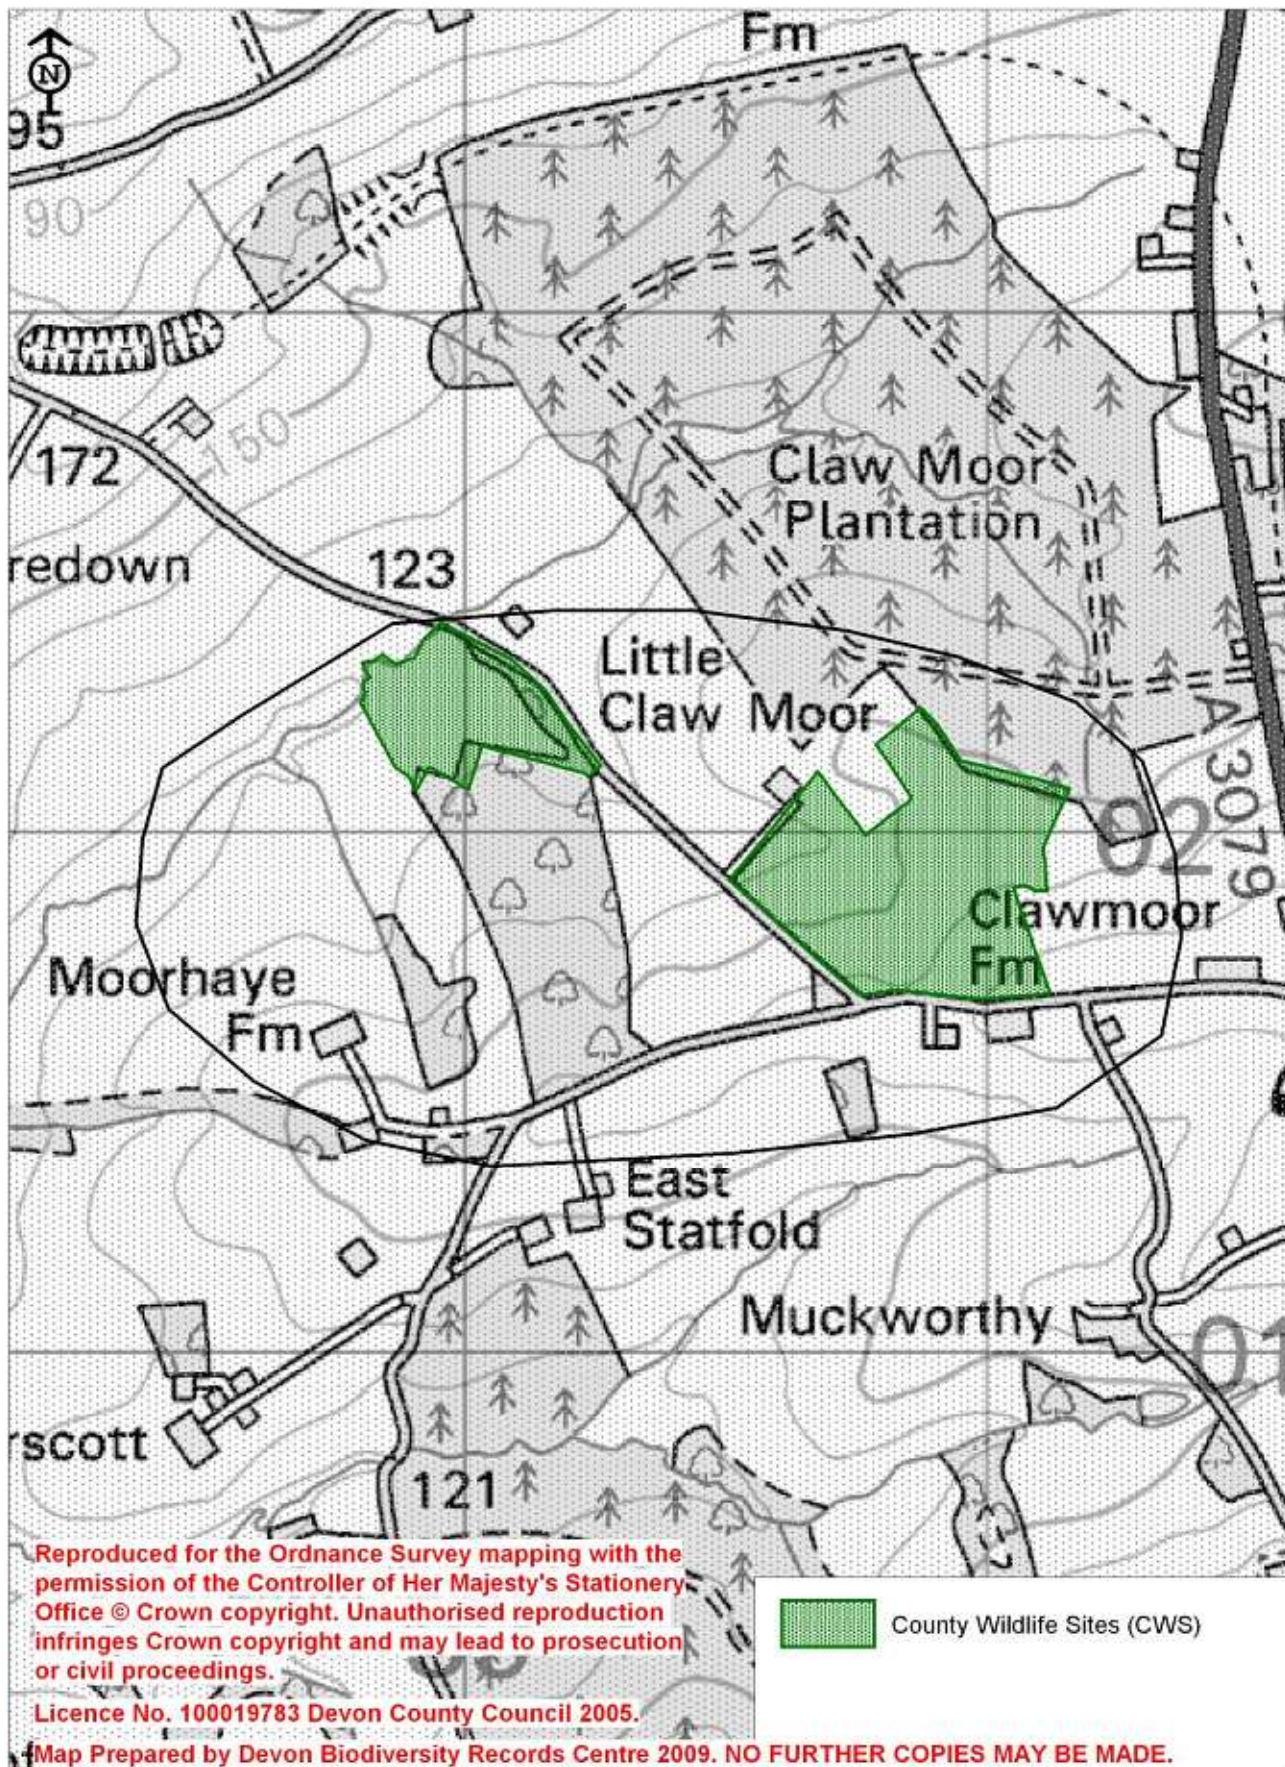 Fm
N
95
90
172
150
Claw Moor
Plantation
redown
123
Little
Claw Moor
A 3079
02
Clawmoor
Fm
Moorhaye
Fm
East
Statfold
Muckworthy
01
rscott
121
Reproduced for the Ordnance Survey mapping with the
permission of the Controller of Her Majesty's Stationery
Office © Crown copyright. Unauthorised reproduction
infringes Crown copyright and may lead to prosecution
or civil proceedings.
Licence No. 100019783 Devon County Council 2005.
Map Prepared by Devon Biodiversity Records Centre 2009. NO FURTHER COPIES MAY BE MADE.
County Wildlife Sites (CWS)